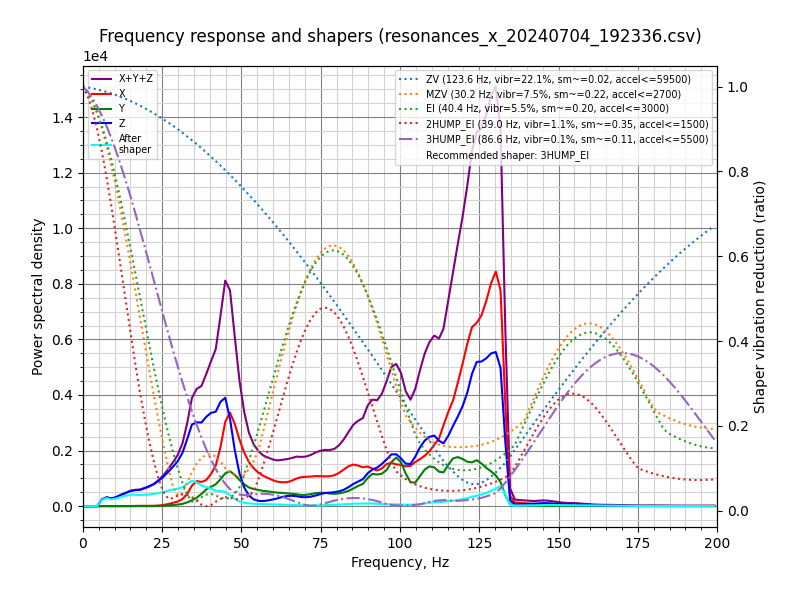 Frequency response and shapers (resonances_x_20240704_192336.csv)
1e4
X+Y+Z
X
Y
Z
After
shaper
ZV (123.6 Hz, vibr=22.1%, sm~=0.02, accel<=59500)
MZV (30.2 Hz, vibr=7.5%, sm~=0.22, accel<=2700)
EI (40.4 Hz, vibr=5.5%, sm~=0.20, accel<=3000)
2HUMP_EI (39.0 Hz, vibr=1.1%, sm~=0.35, accel<=1500)
3HUMP_EI (86.6 Hz, vibr=0.1%, sm~=0.11, accel<=5500)
Recommended shaper: 3HUMP_EI
Power spectral density
1.4
1.2
1.0
0.8
0.6
0.4
0.2
0.0
1.0
0.8
0.6
0.4
0.2
0.0
Shaper vibration reduction (ratio)
0
25
50
75
100
125
150
175
200
Frequency, Hz